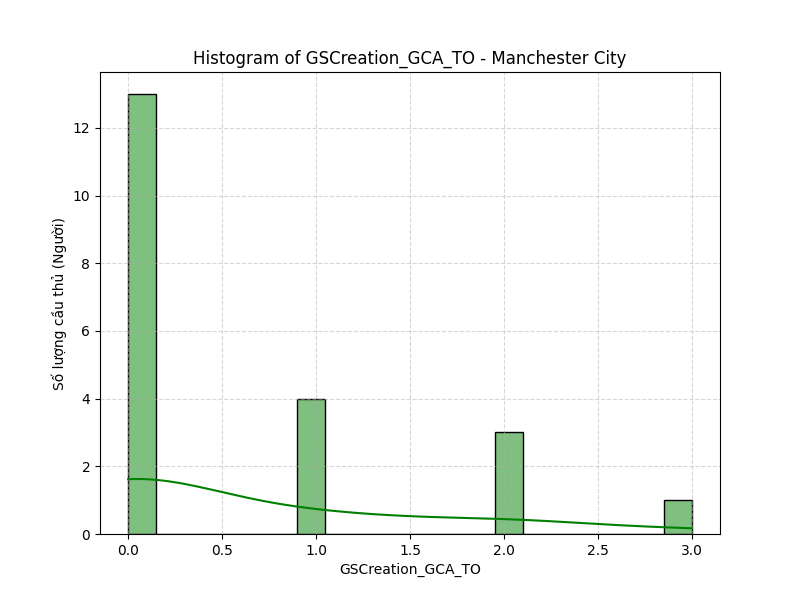 Histogram of GSCreation_GCA_TO - Manchester City
Số lượng cầu thủ (Người)
12
10
8
6
4
2
0
0.0 0.5 1.0 1.5 2.0 2.5 3.0
GSCreation_GCA_TO